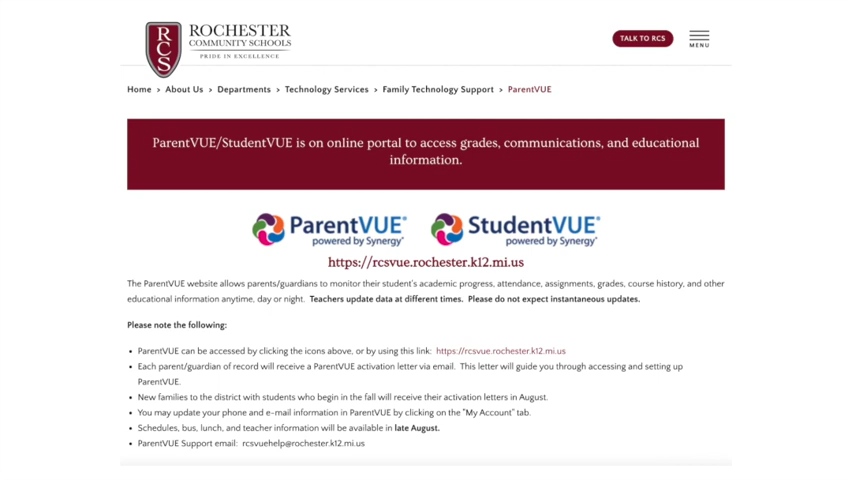 RCS
ROCHESTER
COMMUNITY SCHOOLS
PRIDE IN EXCELLENCE
TALK TO RCS
MENU
Home > About Us > Departments > Technology Services > Family Technology Support > ParentVUE
ParentVUE/StudentVUE is on online portal to access grades, communications, and educational
information.
ParentVUE® StudentVUE®
powered by Synergy® powered by Synergy®
https://rcsvue.rochester.k12.mi.us
The ParentVUE website allows parents/guardians to monitor their student's academic progress, attendance, assignments, grades, course history, and other
educational information anytime, day or night. Teachers update data at different times. Please do not expect instantaneous updates.
Please note the following:
• ParentVUE can be accessed by clicking the icons above, or by using this link: https://rcsvue.rochester.k12.mi.us
• Each parent/guardian of record will receive a ParentVUE activation letter via email. This letter will guide you through accessing and setting up
ParentVUE.
• New families to the district with students who begin in the fall will receive their activation letters in August.
• You may update your phone and e-mail information in ParentVUE by clicking on the "My Account" tab.
• Schedules, bus, lunch, and teacher information will be available in late August.
• ParentVUE Support email: rcsvuehelp@rochester.k12.mi.us